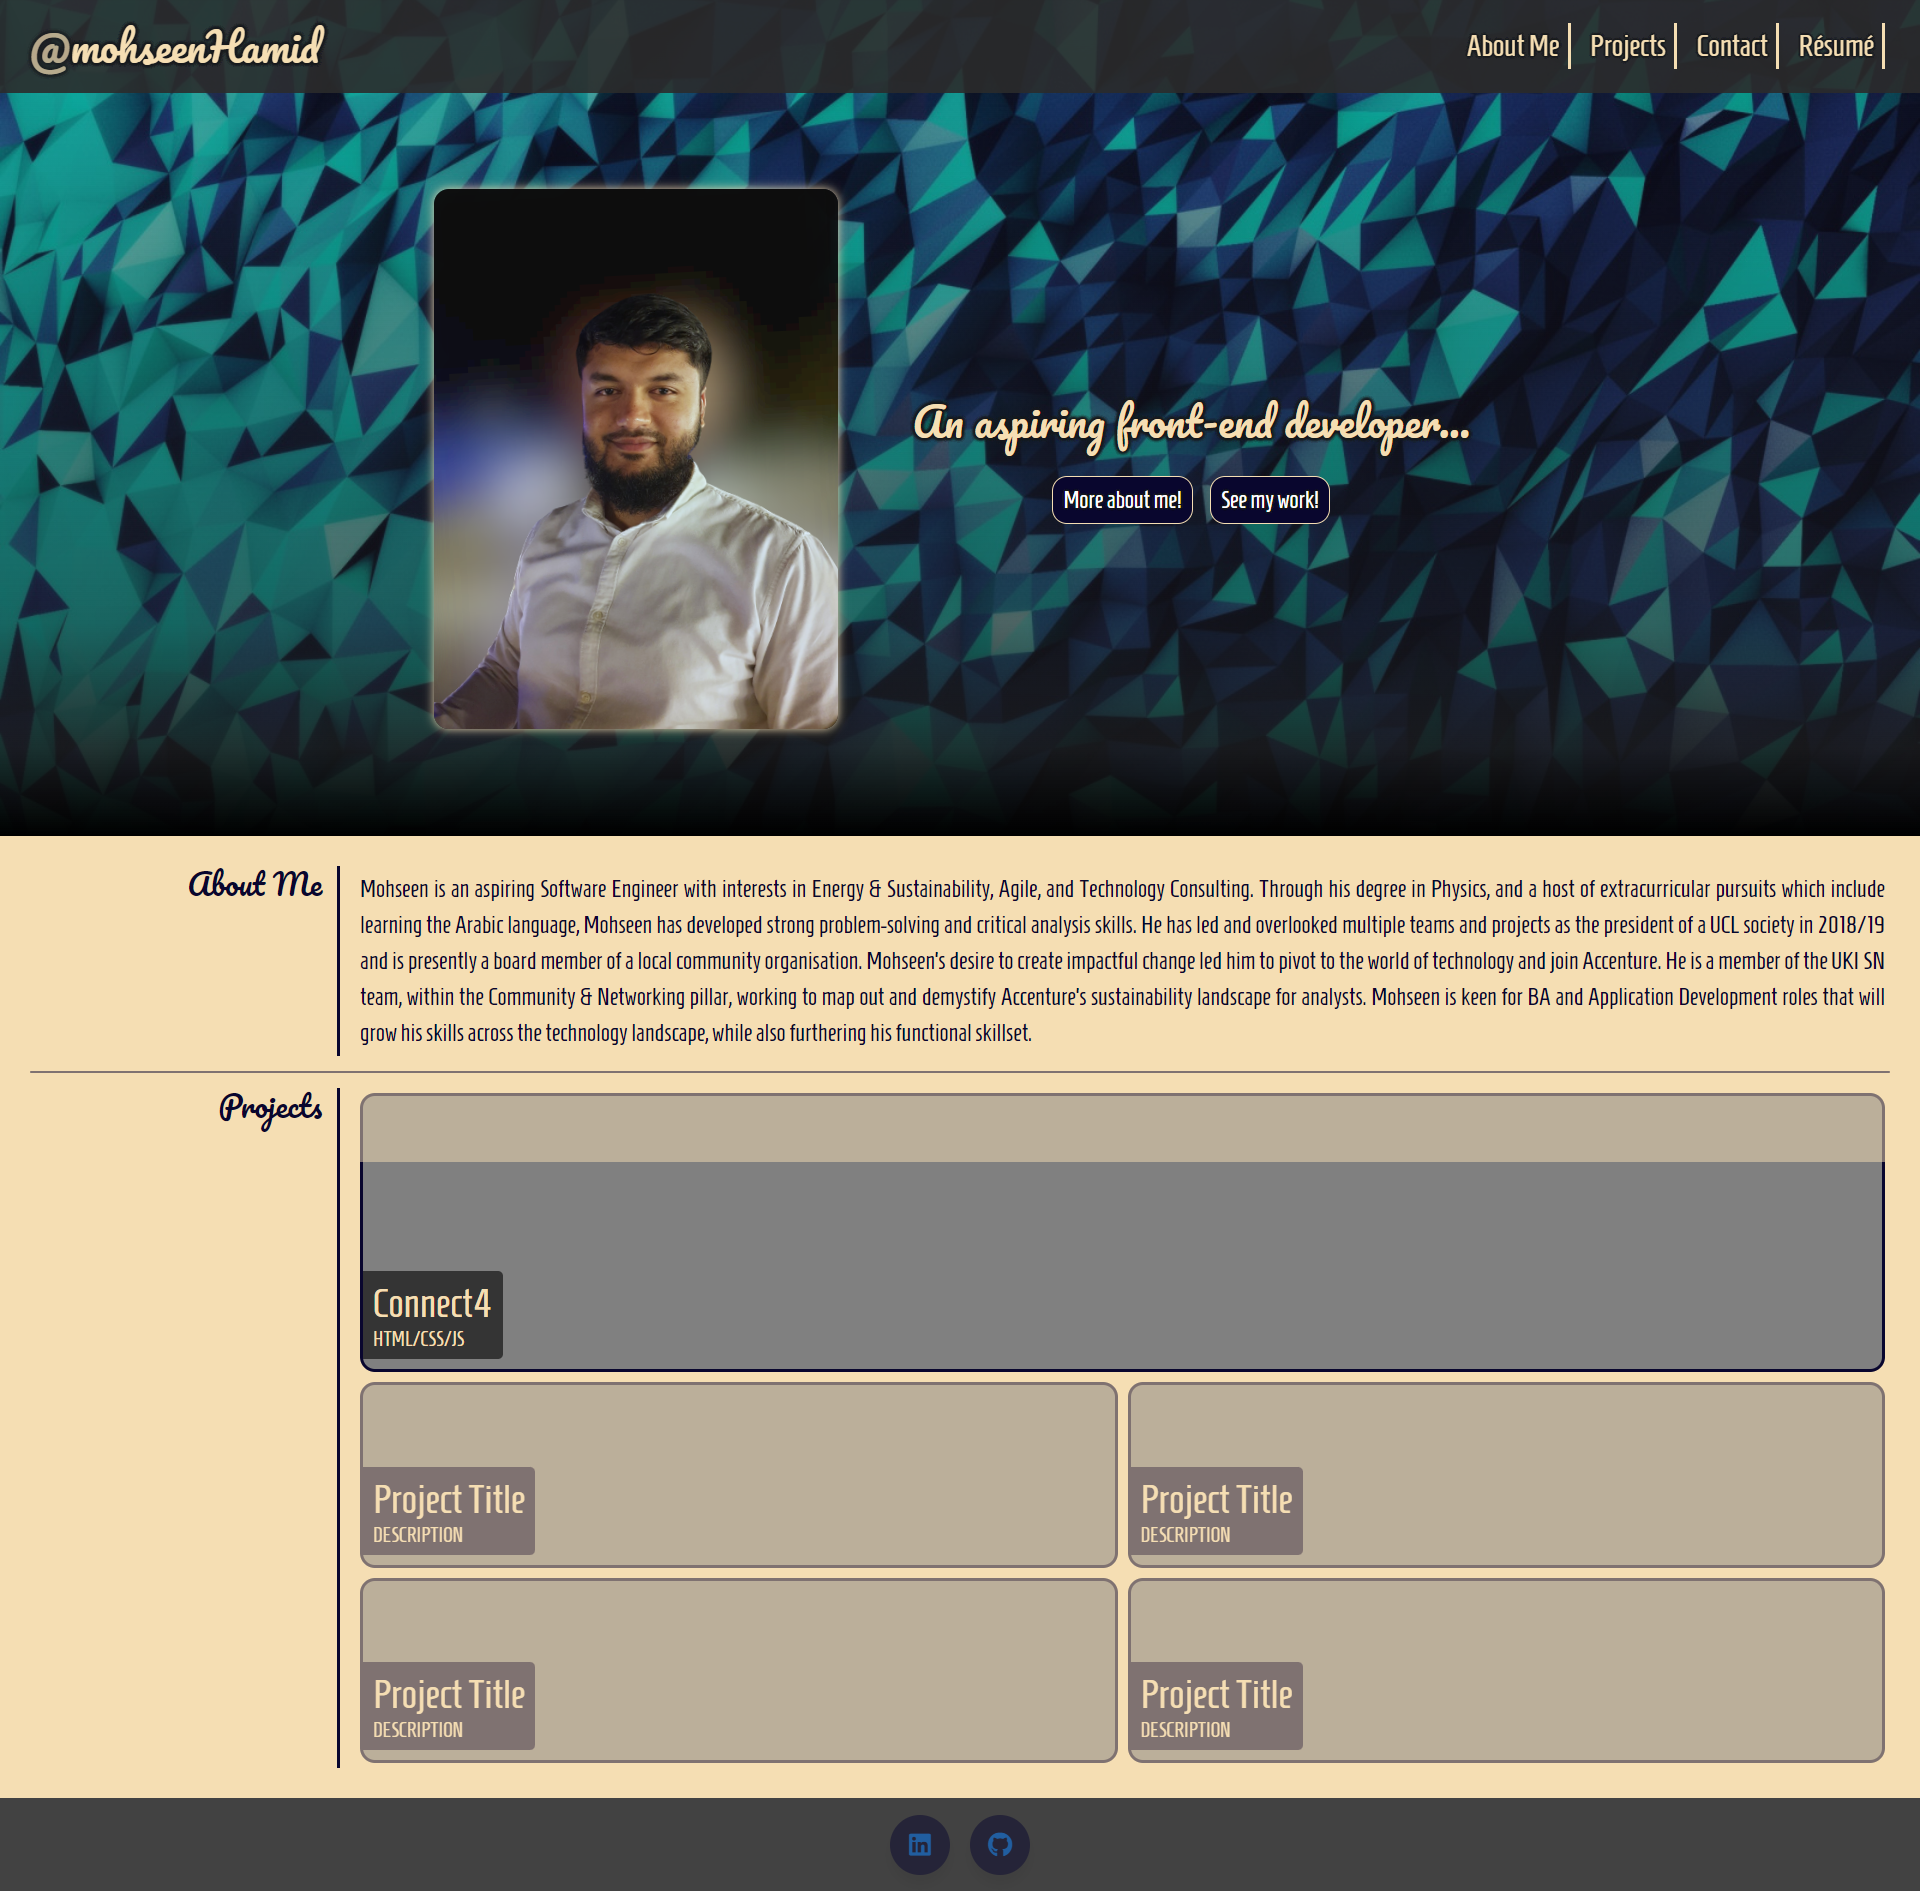 @mohseenHamid
About Me
Projects
Contact
Résumé
An aspiring front-end developer...
More about me!
See my work!
About Me
Mohseen is an aspiring Software Engineer with interests in Energy & Sustainability, Agile, and Technology Consulting. Through his degree in Physics, and a host of extracurricular pursuits which include
learning the Arabic language, Mohseen has developed strong problem-solving and critical analysis skills. He has led and overlooked multiple teams and projects as the president of a UCL society in 2018/19
and is presently a board member of a local community organisation. Mohseen's desire to create impactful change led him to pivot to the world of technology and join Accenture. He is a member of the UKI SN
team, within the Community & Networking pillar, working to map out and demystify Accenture's sustainability landscape for analysts. Mohseen is keen for BA and Application Development roles that will
grow his skills across the technology landscape, while also furthering his functional skillset.
Projects
Connect4
HTML/CSS/JS
Project Title
DESCRIPTION
Project Title
DESCRIPTION
Project Title
DESCRIPTION
Project Title
DESCRIPTION